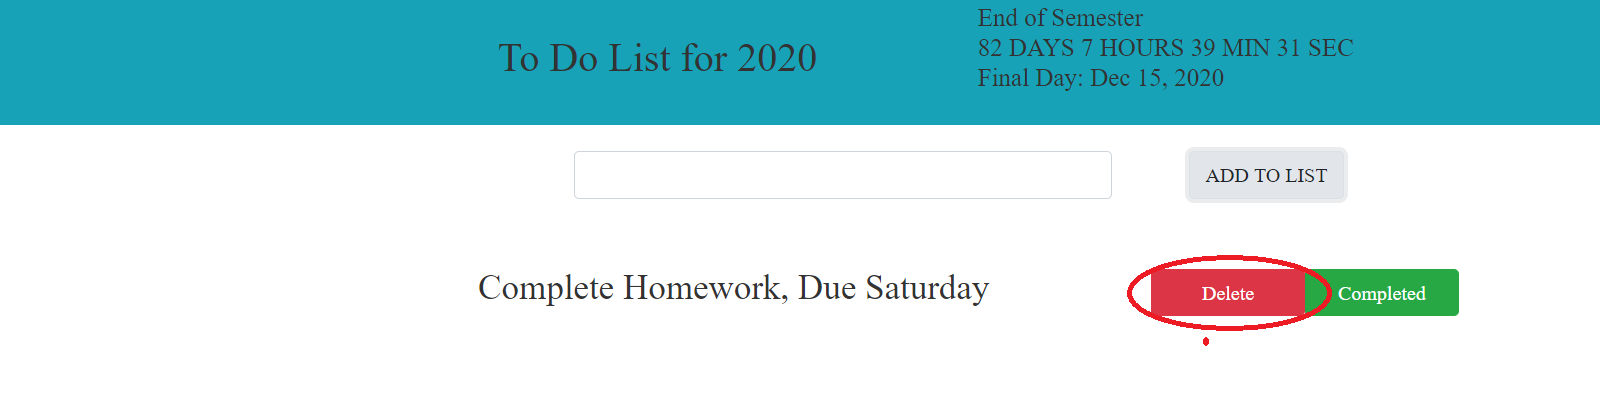 To Do List for 2020
End of Semester
82 DAYS 7 HOURS 39 MIN 31 SEC
Final Day: Dec 15, 2020
ADD TO LIST
Complete Homework, Due Saturday
Delete
Completed